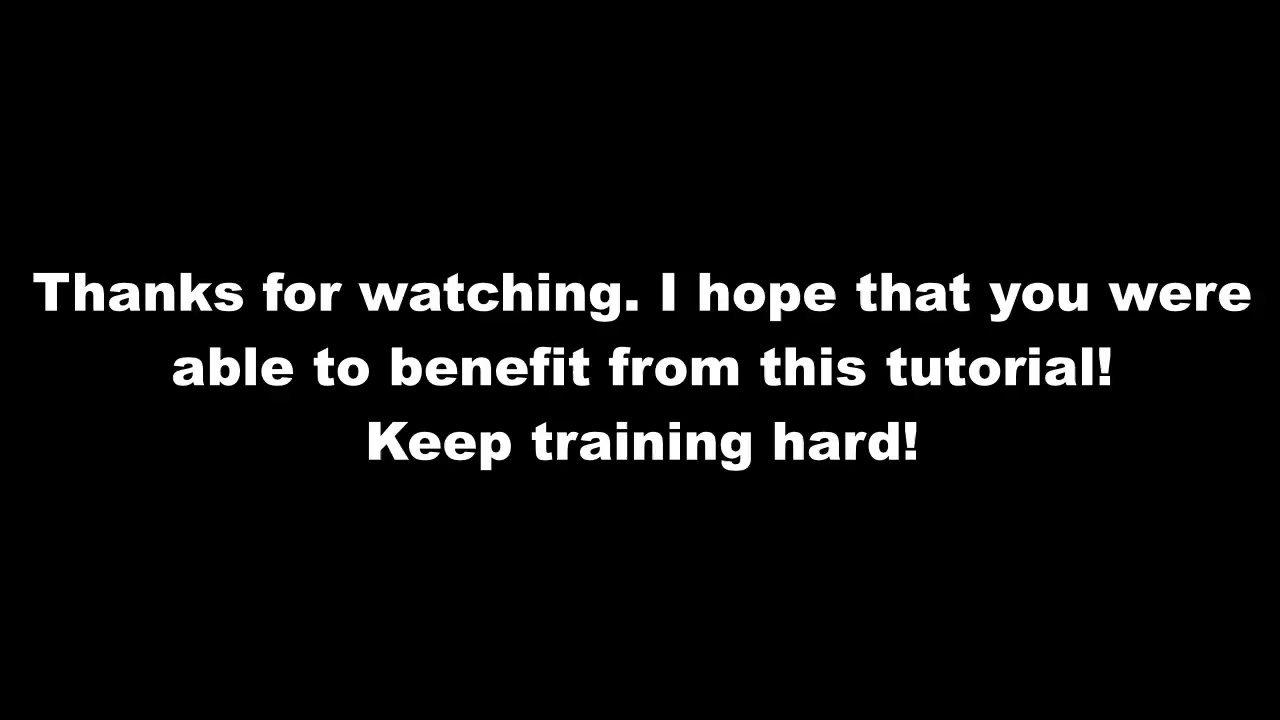 Thanks for watching. I hope that you were
able to benefit from this tutorial!
Keep training hard!